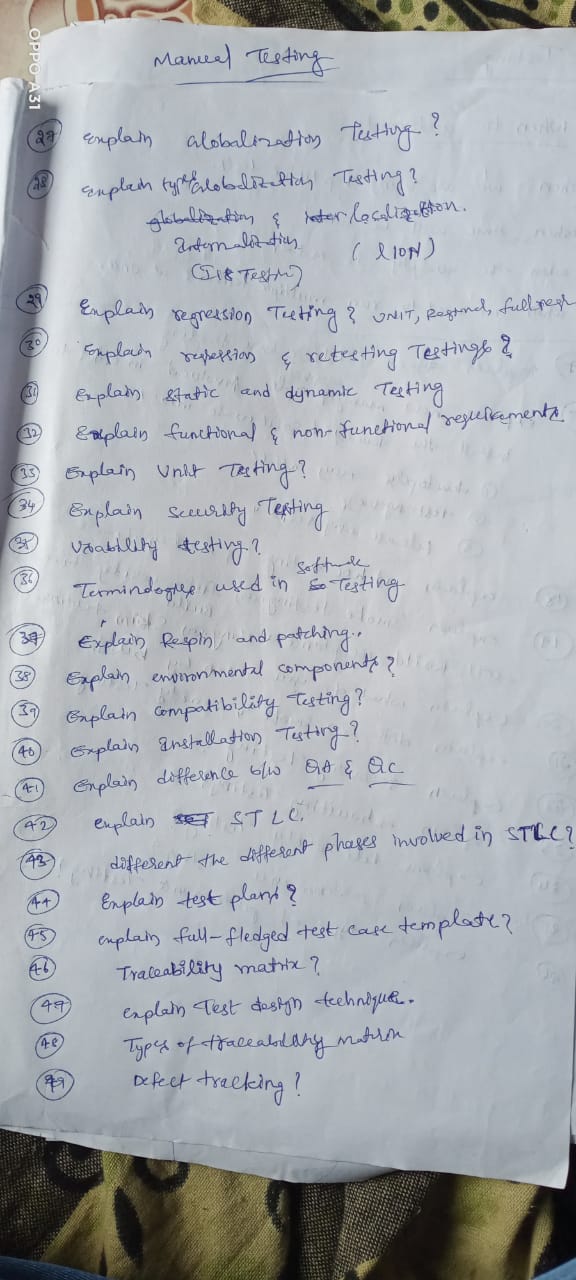 OPPO A31
Manual Testing
27 Explain Globalization Testing?
28 Explain types Globalization Testing?
globalization & localization.
Internalization (L10N)
(I18 Testing)
29 Explain regression Testing? UNIT, Regional, full regr
30 Explain regression & retesting Testings?
31 Explain static and dynamic Testing
32 Explain functional & non-functional requirements
33 Explain Unit Testing?
34 Explain Security Testing
35 Usability testing?
36 Terminologies used in Software Testing
37 Explain Respin and patching..
38 Explain environmental components?
39 Explain Compatibility Testing?
40 Explain Installation Testing?
41 Explain difference b/w QA & QC
42 explain STLC.
43 different the different phases involved in STLC?
44 Explain test plans?
45 explain full-fledged test case template?
46 Traceability matrix?
47 explain Test design technique.
48 Types of traceability matrix
49 Defect tracking?